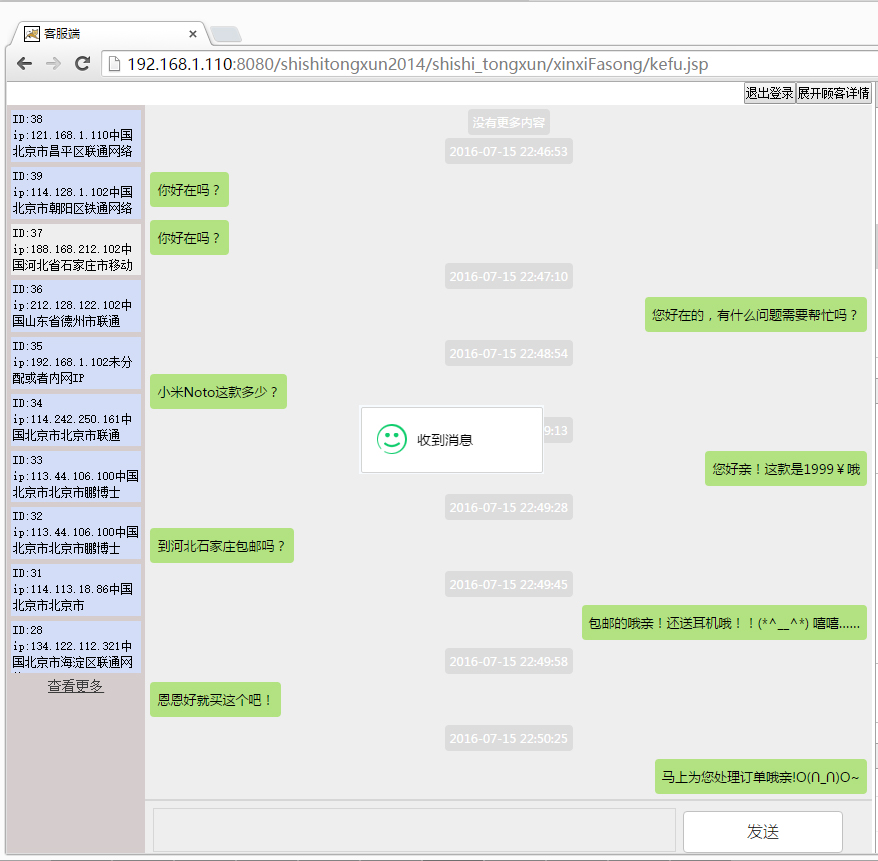 客服端
192.168.1.110:8080/shishitongxun2014/shishi_tongxun/xinxiFasong/kefu.jsp
退出登录 展开顾客详情
ID:38
ip:121.168.1.110中国
北京市昌平区联通网络
ID:39
ip:114.128.1.102中国
北京市朝阳区铁通网络
ID:37
ip:188.168.212.102中
国河北省石家庄市移动
ID:36
ip:212.128.122.102中
国山东省德州市联通
ID:35
ip:192.168.1.102未分
配或者内网IP
ID:34
ip:114.242.250.161中
国北京市北京市联通
ID:33
ip:113.44.106.100中国
北京市北京市鹏博士
ID:32
ip:113.44.106.100中国
北京市北京市鹏博士
ID:31
ip:114.113.18.86中国
北京市北京市
ID:28
ip:134.122.112.321中
国北京市海淀区联通网
查看更多
没有更多内容
2016-07-15 22:46:53
你好在吗？
你好在吗？
2016-07-15 22:47:10
您好在的，有什么问题需要帮忙吗？
2016-07-15 22:48:54
小米Noto这款多少？
9:13
收到消息
您好亲！这款是1999￥哦
2016-07-15 22:49:28
到河北石家庄包邮吗？
2016-07-15 22:49:45
包邮的哦亲！还送耳机哦！！(*^__^*) 嘻嘻……
2016-07-15 22:49:58
恩恩好就买这个吧！
2016-07-15 22:50:25
马上为您处理订单哦亲!O(∩_∩)O~
发送